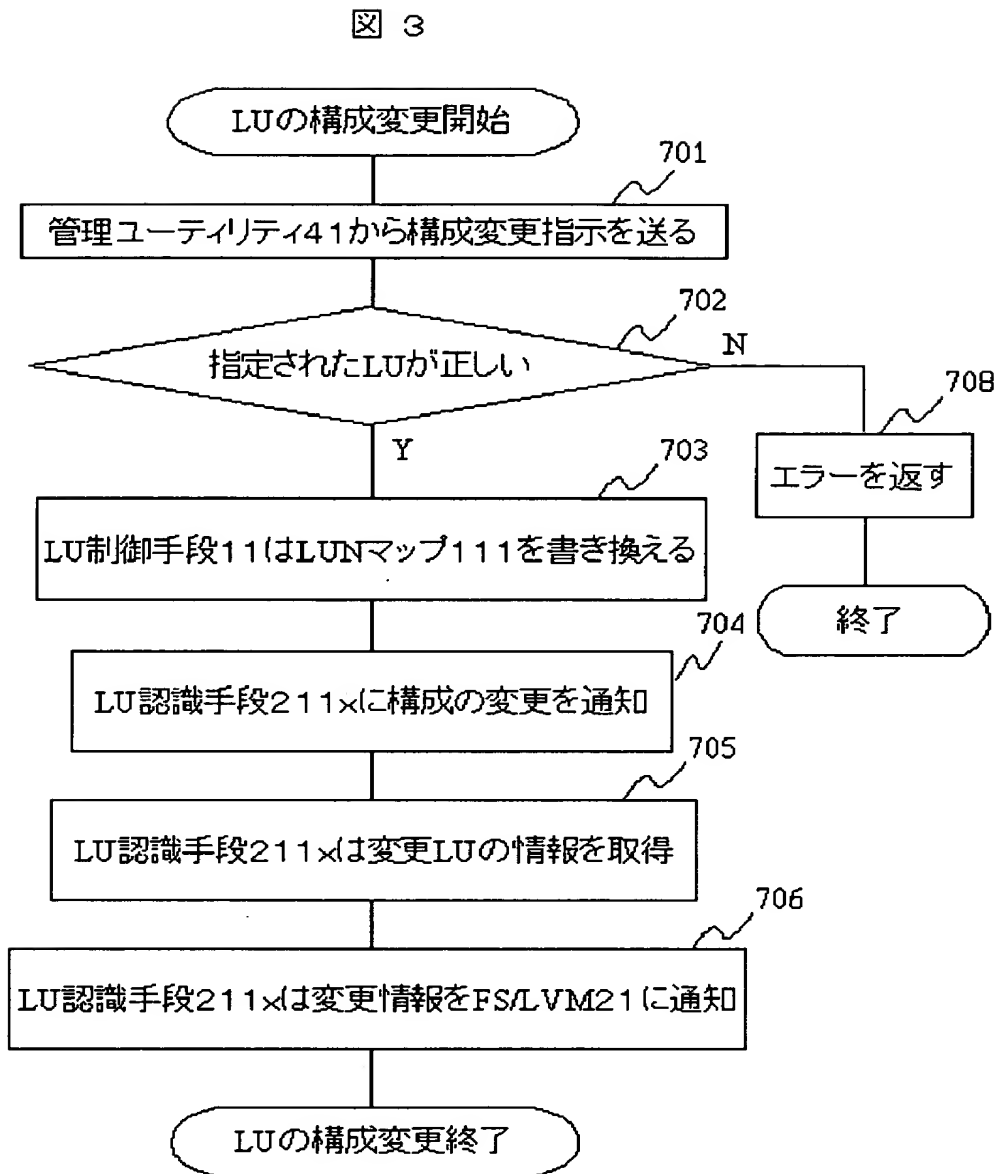 図 3
LUの構成変更開始
701
管理ユーティリティ41から構成変更指示を送る
702
指定されたLUが正しい
N
Y
708
エラーを返す
終了
703
LU制御手段11はLUNマップ111を書き換える
704
LU認識手段211xに構成の変更を通知
705
LU認識手段211xは変更LUの情報を取得
706
LU認識手段211xは変更情報をFS/LVM21に通知
LUの構成変更終了